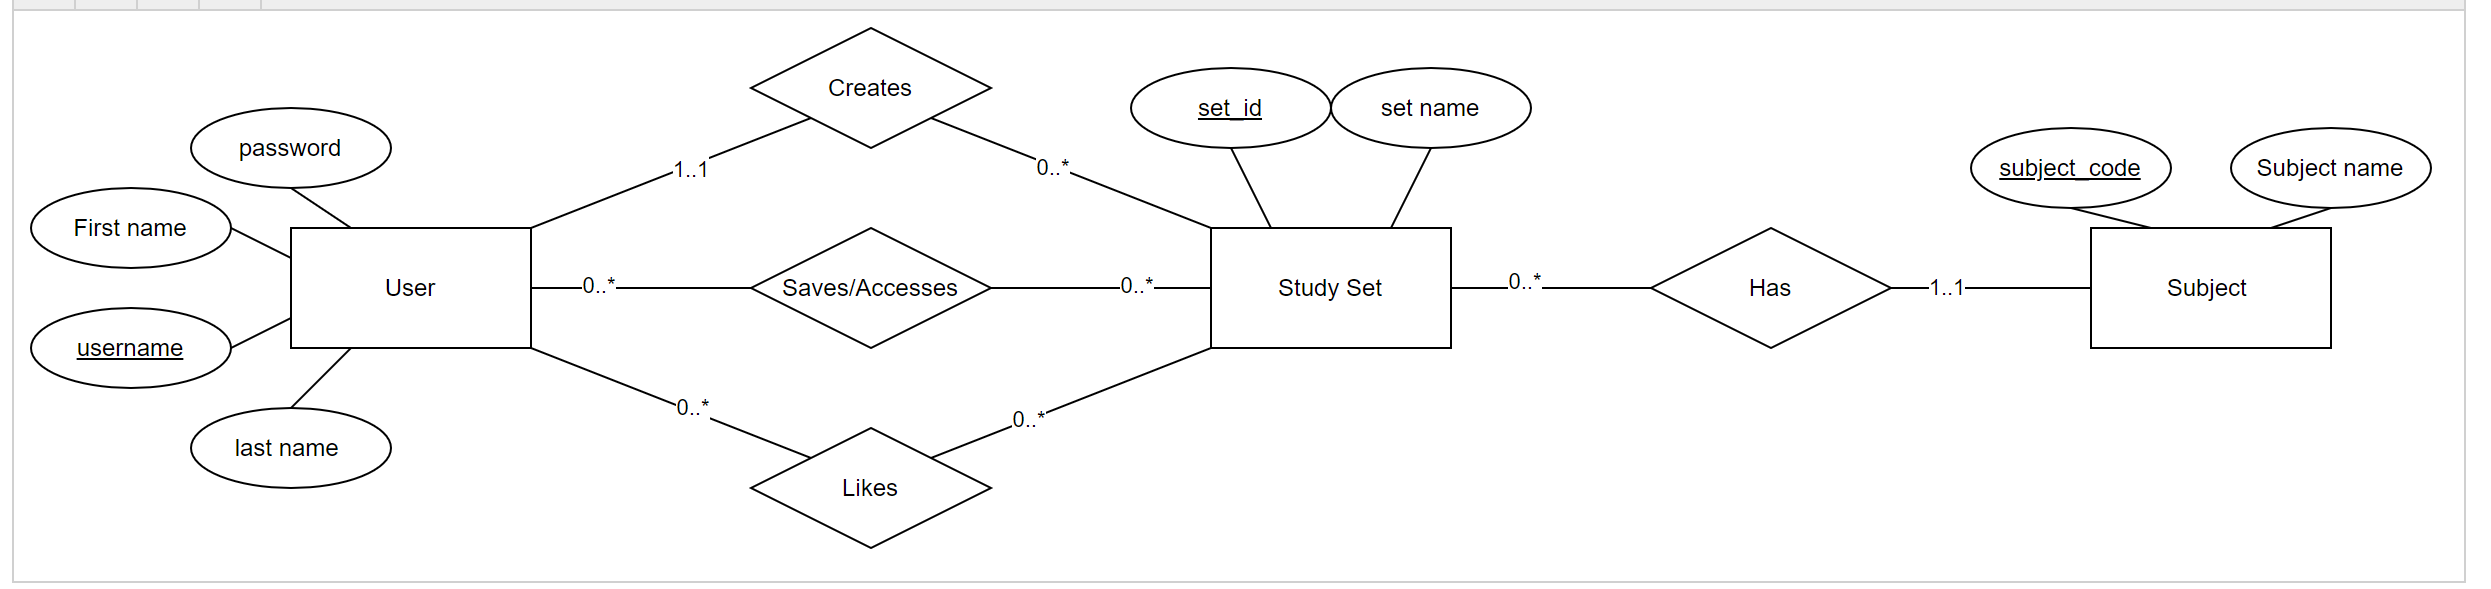 Creates
set_id
set name
password
1..1
0..*
subject_code
Subject name
First name
User
0..*
Saves/Accesses
0..*
Study Set
0..*
Has
1..1
Subject
username
0..*
0..*
last name
Likes